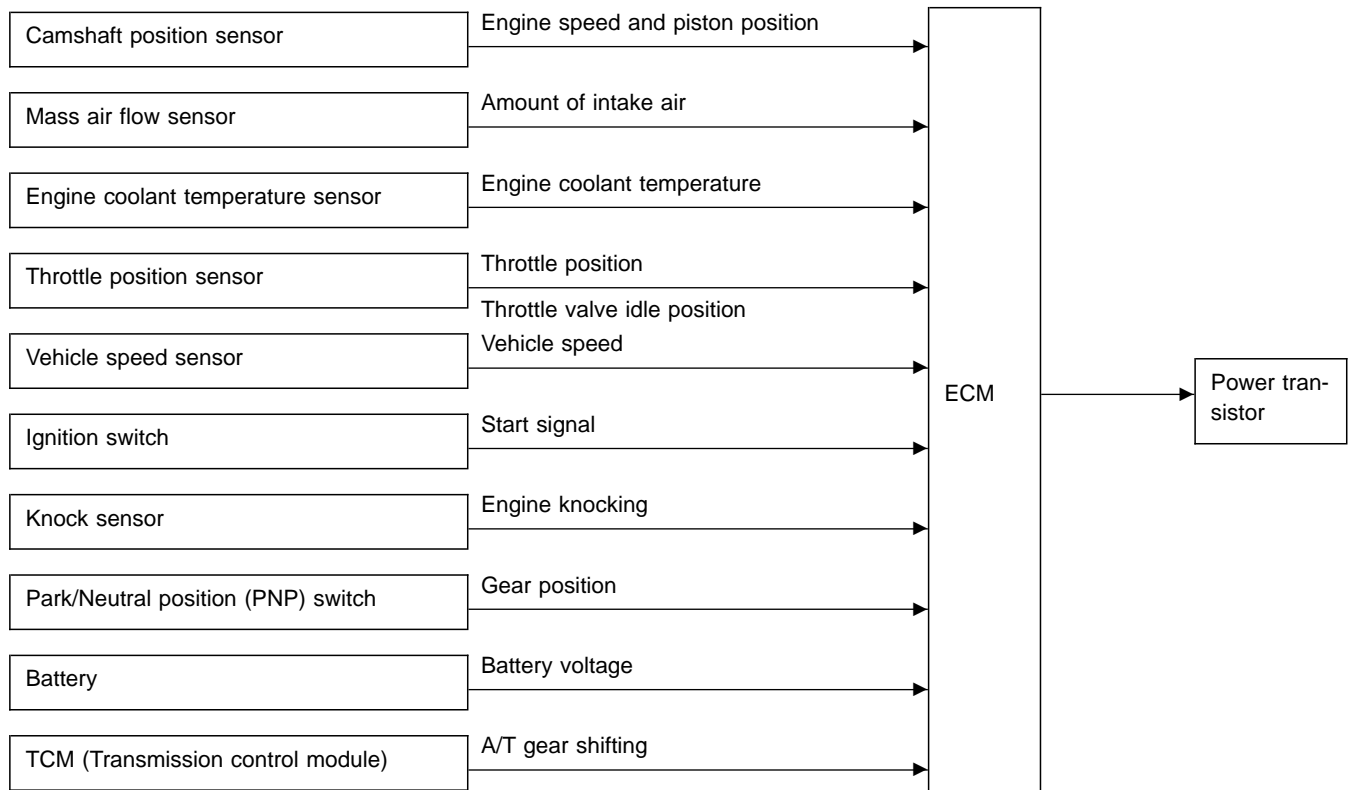 Camshaft position sensor
Engine speed and piston position
Mass air flow sensor
Amount of intake air
Engine coolant temperature sensor
Engine coolant temperature
Throttle position sensor
Throttle position
Throttle valve idle position
Vehicle speed sensor
Vehicle speed
Ignition switch
Start signal
Knock sensor
Engine knocking
Park/Neutral position (PNP) switch
Gear position
Battery
Battery voltage
TCM (Transmission control module)
A/T gear shifting
ECM
Power tran-
sistor